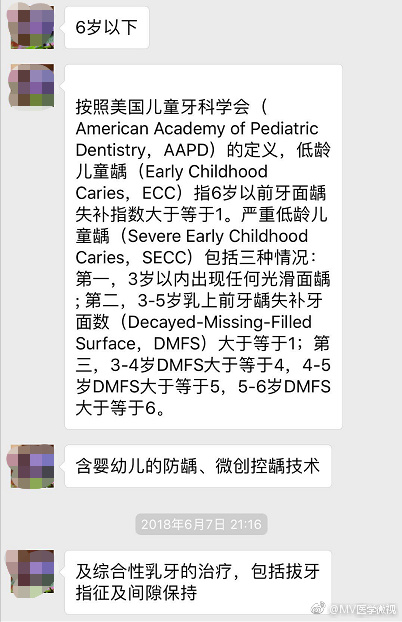 6岁以下
按照美国儿童牙科学会（
American Academy of Pediatric
Dentistry，AAPD）的定义，低龄
儿童龋（Early Childhood
Caries，ECC）指6岁以前牙面龋
失补指数大于等于1。严重低龄儿
童龋（Severe Early Childhood
Caries，SECC）包括三种情况：
第一，3岁以内出现任何光滑面龋
；第二，3-5岁乳上前牙龋失补牙
面数（Decayed-Missing-Filled
Surface，DMFS）大于等于1；第
三，3-4岁DMFS大于等于4，4-5
岁DMFS大于等于5，5-6岁DMFS
大于等于6。
含婴幼儿的防龋、微创控龋技术
2018年6月7日 21:16
及综合性乳牙的治疗，包括拔牙
指征及间隙保持
@MV医学微视